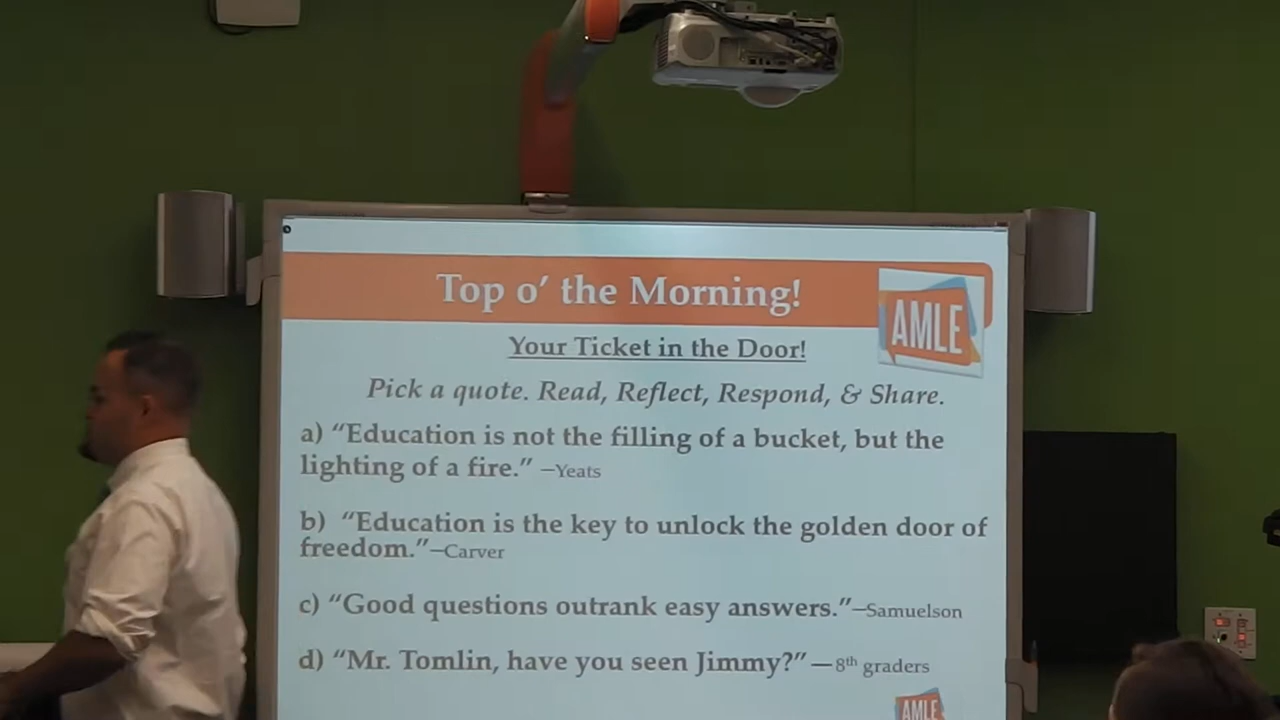 Top o’ the Morning!
AMLE
Your Ticket in the Door!
Pick a quote. Read, Reflect, Respond, & Share.
a) “Education is not the filling of a bucket, but the
lighting of a fire.” –Yeats
b) “Education is the key to unlock the golden door of
freedom.”–Carver
c) “Good questions outrank easy answers.”–Samuelson
d) “Mr. Tomlin, have you seen Jimmy?” – 8th graders
AMLE